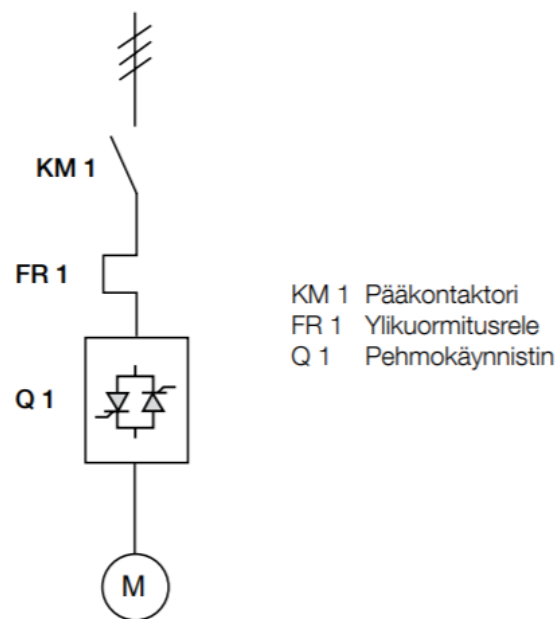 KM 1
FR 1
Q 1
M
KM 1 Pääkontaktori
FR 1 Ylikuormitusrele
Q 1 Pehmokäynnistin